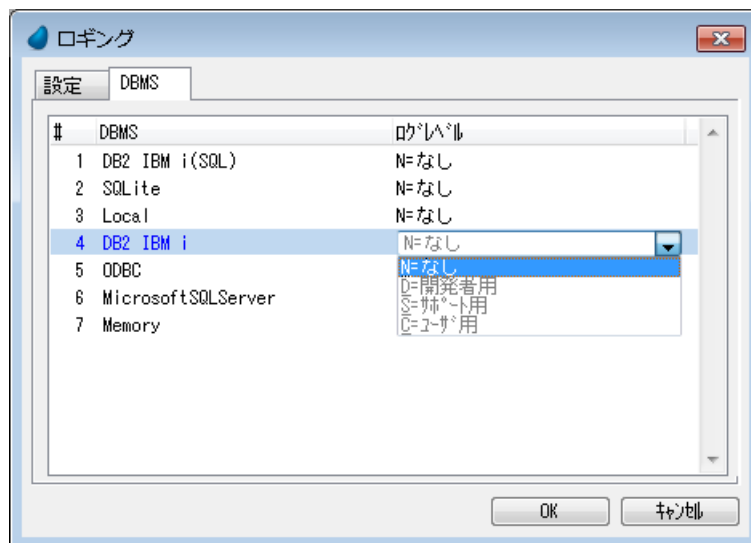 ロギング
設定 DBMS
# DBMS ﾛｸﾞﾚﾍﾞﾙ
1 DB2 IBM i(SQL) N=なし
2 SQLite N=なし
3 Local N=なし
4 DB2 IBM i N=なし
5 ODBC N=なし
D=開発者用
6 MicrosoftSQLServer S=ｻﾎﾟｰﾄ用
7 Memory C=ﾕｰｻﾞ用
OK ｷｬﾝｾﾙ